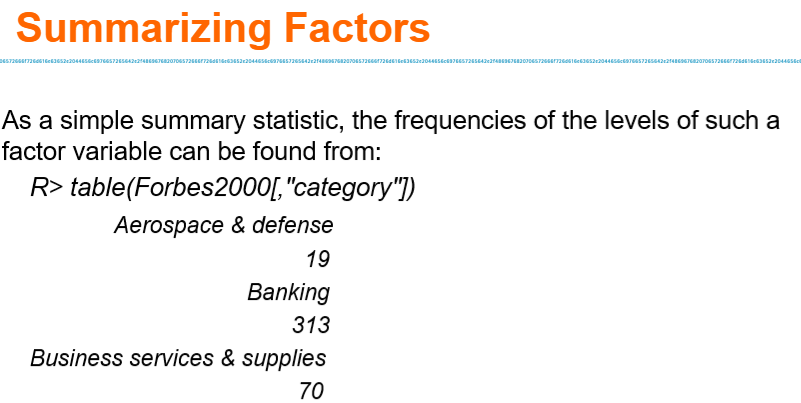 Summarizing Factors
As a simple summary statistic, the frequencies of the levels of such a
factor variable can be found from:
R> table(Forbes2000[,"category"])
Aerospace & defense
19
Banking
313
Business services & supplies
70